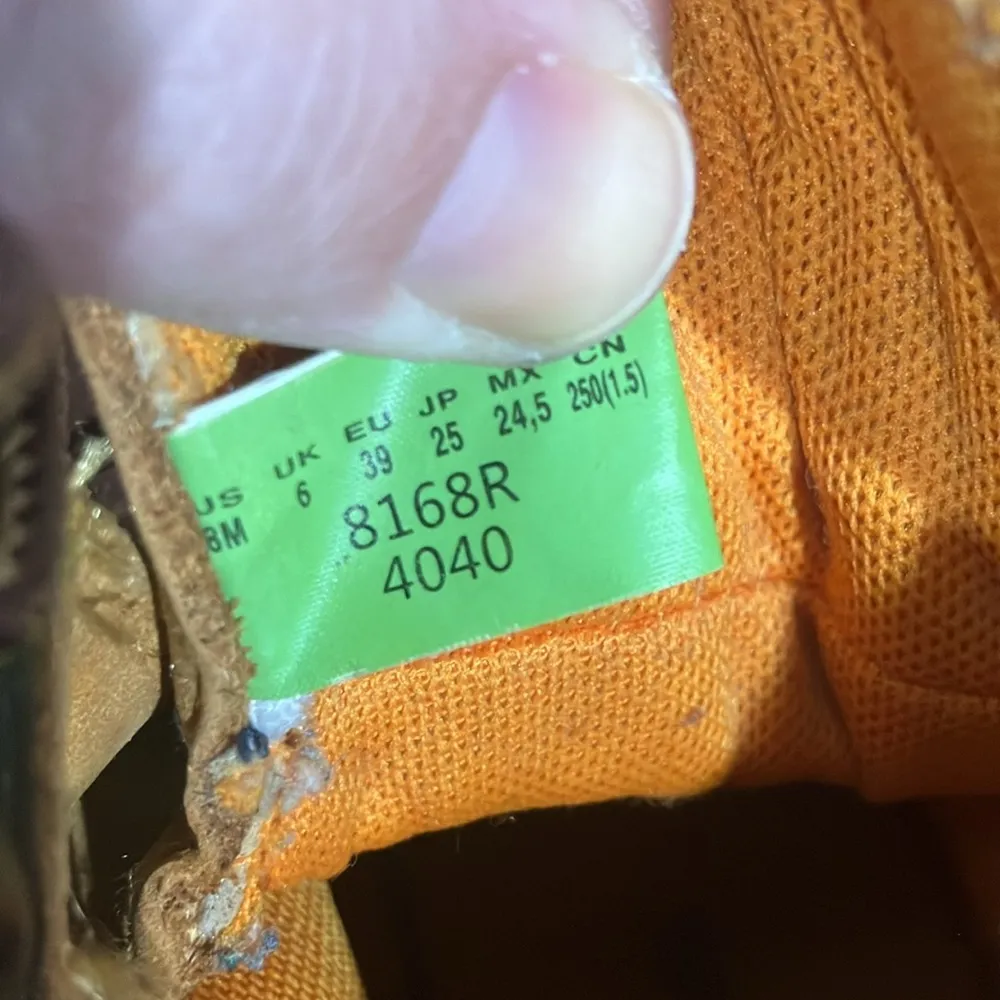 US UK EU JP MX CN
8M 6 39 25 24,5 250(1.5)
8168R
4040